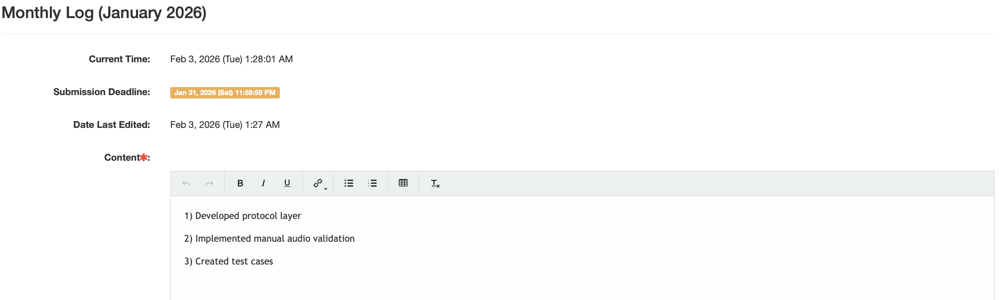 Monthly Log (January 2026)
Current Time: Feb 3, 2026 (Tue) 1:28:01 AM
Submission Deadline: Jan 31, 2026 (Sat) 11:59:59 PM
Date Last Edited: Feb 3, 2026 (Tue) 1:27 AM
Content✱:
B I U
1) Developed protocol layer
2) Implemented manual audio validation
3) Created test cases